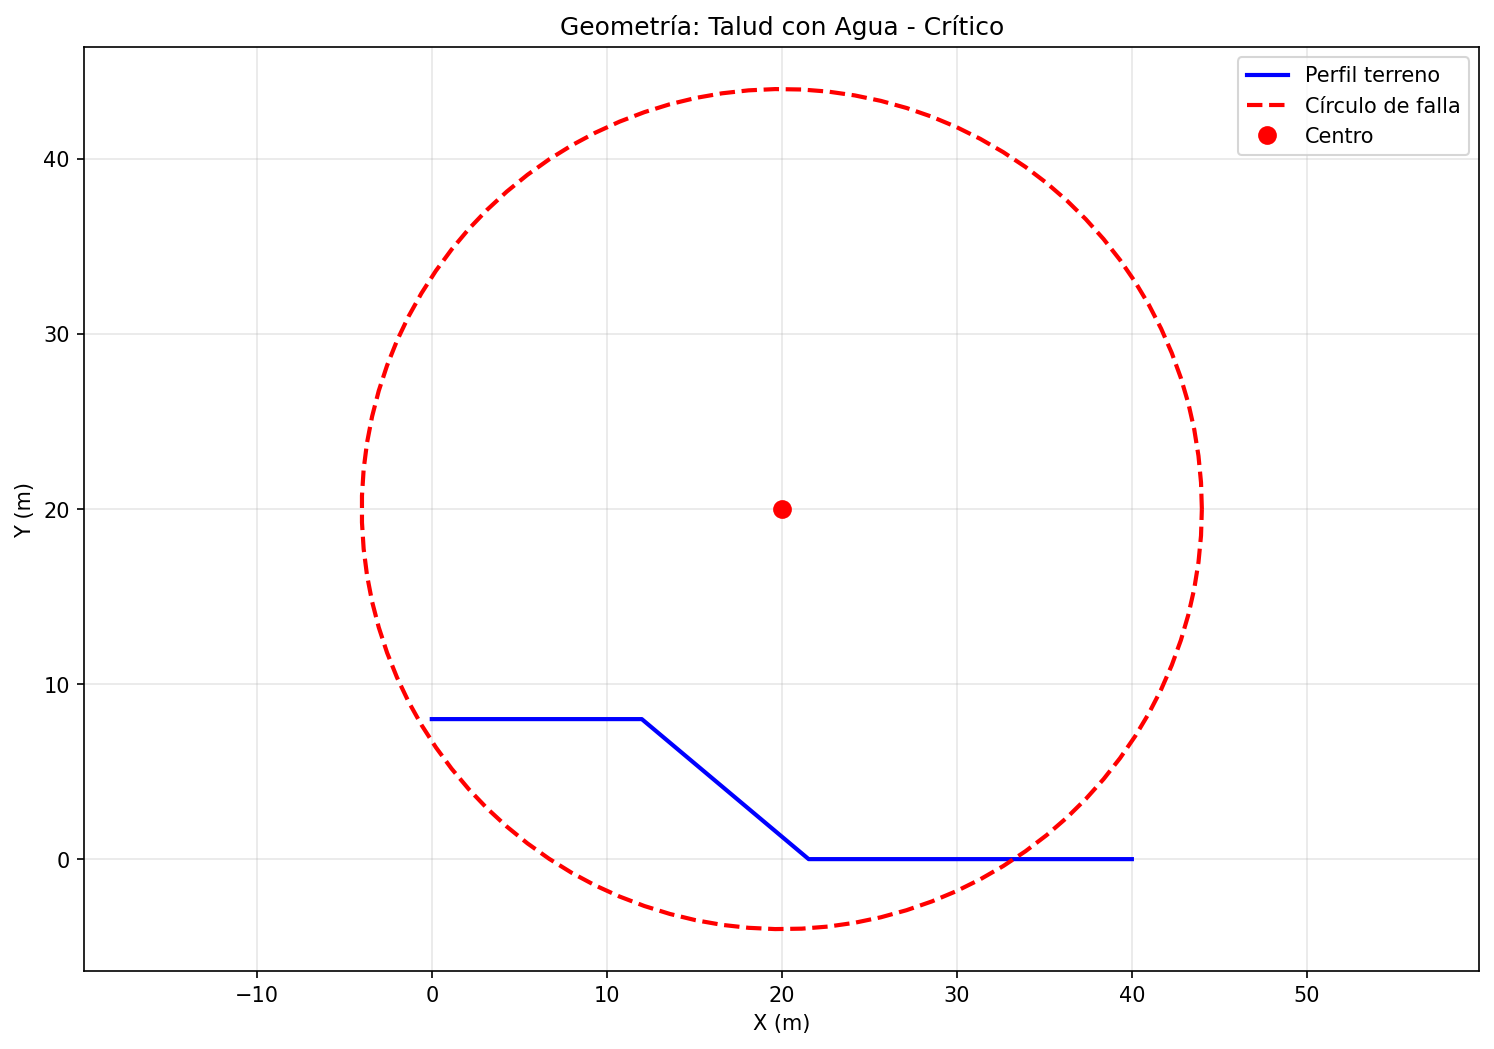 Geometría: Talud con Agua - Crítico
Perfil terreno
Círculo de falla
Centro
40
30
20
10
0
Y (m)
−10
0
10
20
30
40
50
X (m)